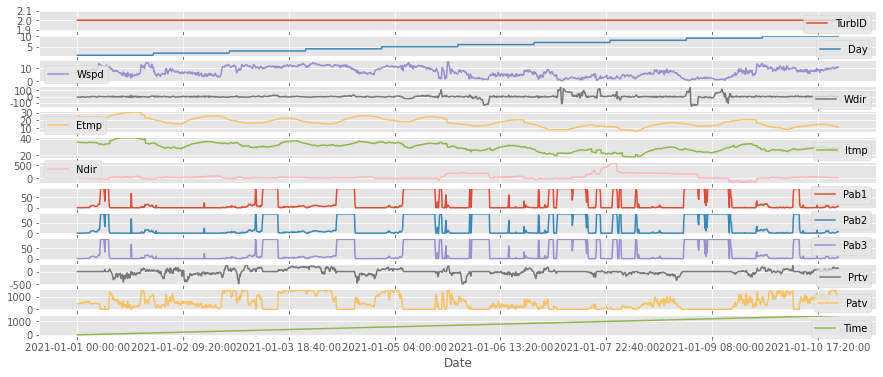 2.1
2.0
TurbID
1.9
10
5
Day
10
Wspd
0
100
0
Wdir
-100
30
20
Etmp
10
40
Itmp
20
500
Ndir
0
50
Pab1
0
50
Pab2
0
50
Pab3
0
0
Prtv
-500
1000
Patv
0
1000
Time
0
2021-01-01 00:00:00 2021-01-02 09:20:00 2021-01-03 18:40:00 2021-01-05 04:00:00 2021-01-06 13:20:00 2021-01-07 22:40:00 2021-01-09 08:00:00 2021-01-10 17:20:00
Date